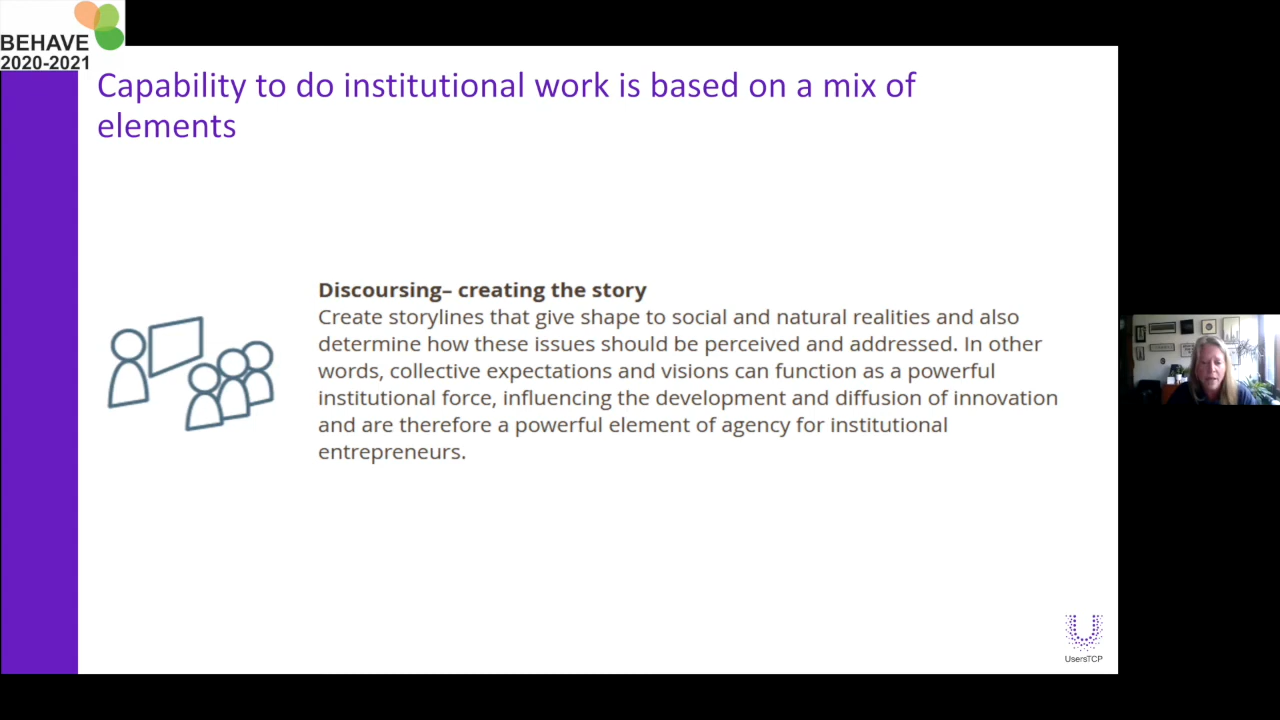 BEHAVE
2020-2021
Capability to do institutional work is based on a mix of
elements
Discoursing– creating the story
Create storylines that give shape to social and natural realities and also
determine how these issues should be perceived and addressed. In other
words, collective expectations and visions can function as a powerful
institutional force, influencing the development and diffusion of innovation
and are therefore a powerful element of agency for institutional
entrepreneurs.
UsersTCP